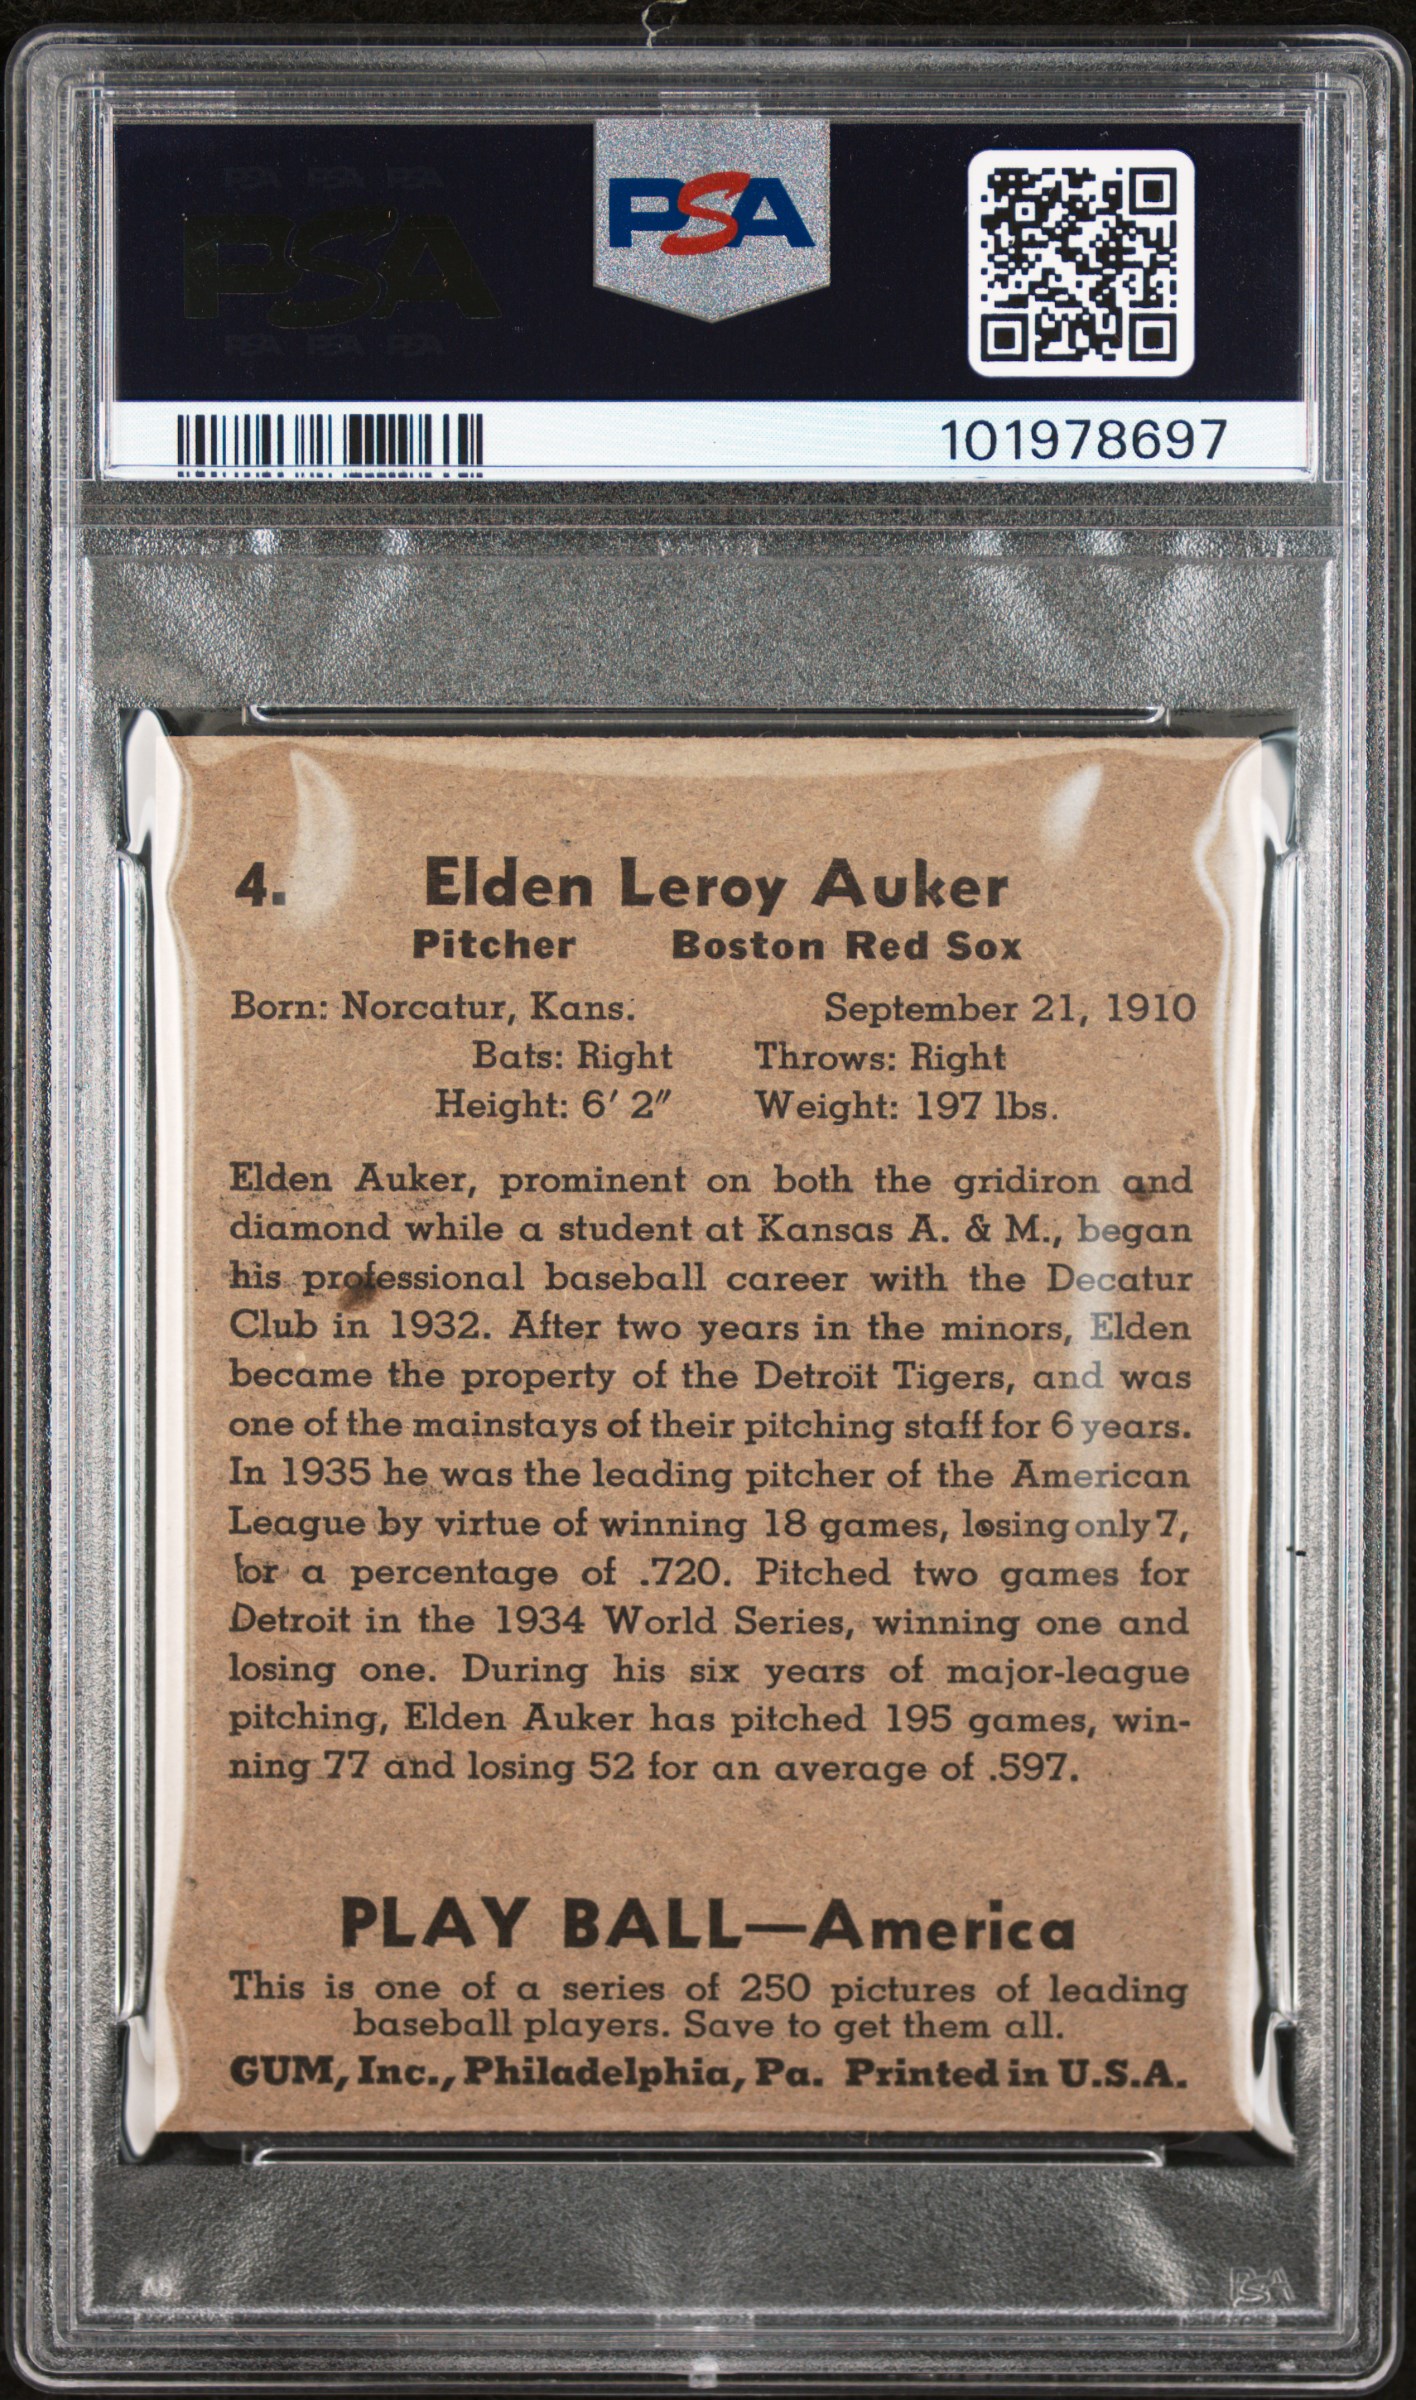 PSA PSA PSA
PSA
PSA PSA PSA
PSA
101978697
4. Elden Leroy Auker
Pitcher Boston Red Sox
Born: Norcatur, Kans. September 21, 1910
Bats: Right Throws: Right
Height: 6' 2" Weight: 197 lbs.
Elden Auker, prominent on both the gridiron and
diamond while a student at Kansas A. & M., began
his professional baseball career with the Decatur
Club in 1932. After two years in the minors, Elden
became the property of the Detroit Tigers, and was
one of the mainstays of their pitching staff for 6 years.
In 1935 he was the leading pitcher of the American
League by virtue of winning 18 games, losing only 7,
for a percentage of .720. Pitched two games for
Detroit in the 1934 World Series, winning one and
losing one. During his six years of major-league
pitching, Elden Auker has pitched 195 games, win-
ning 77 and losing 52 for an average of .597.
PLAY BALL—America
This is one of a series of 250 pictures of leading
baseball players. Save to get them all.
GUM, Inc., Philadelphia, Pa. Printed in U.S.A.
PSA